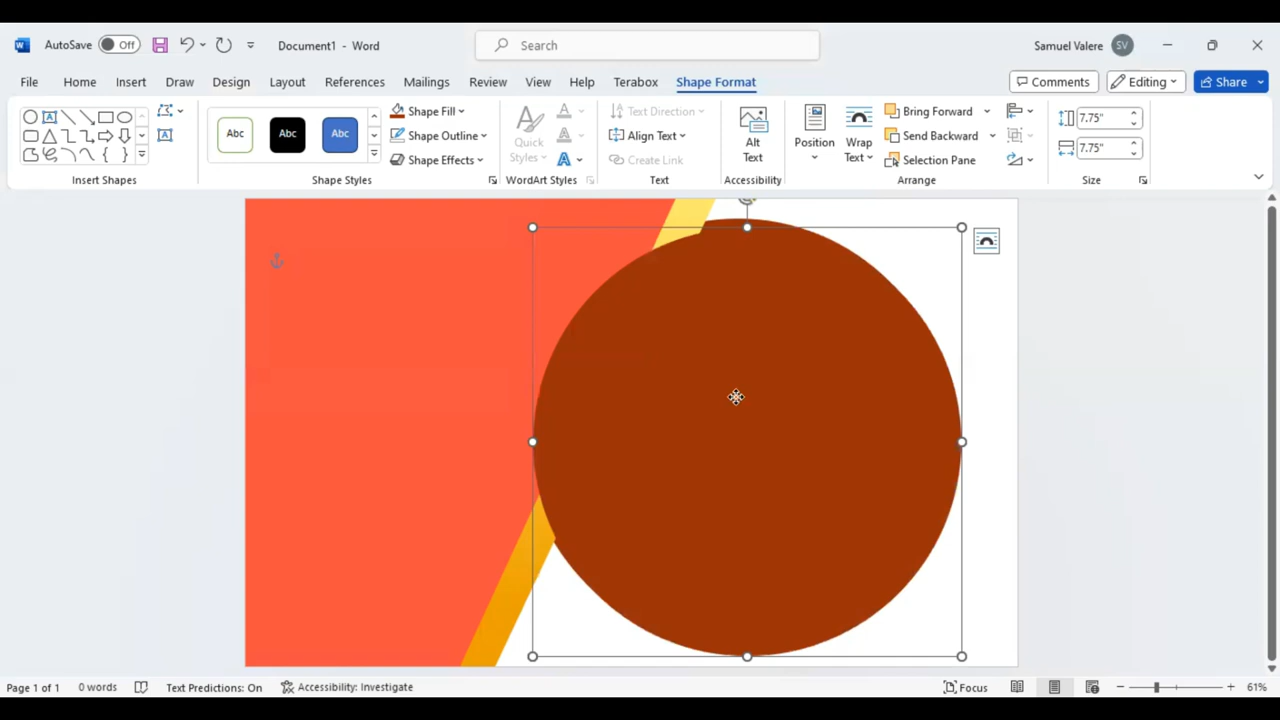 AutoSave Off Document1 - Word Search Samuel Valere SV
File Home Insert Draw Design Layout References Mailings Review View Help Terabox Shape Format Comments Editing Share
Abc Abc Abc
Shape Fill
Shape Outline
Shape Effects
Quick
Styles
Text Direction
Align Text
Create Link
Alt
Text
Position
Wrap
Text
Bring Forward
Send Backward
Selection Pane
7.75"
7.75"
Insert Shapes Shape Styles WordArt Styles Text Accessibility Arrange Size
Page 1 of 1 0 words Text Predictions: On Accessibility: Investigate Focus 61%